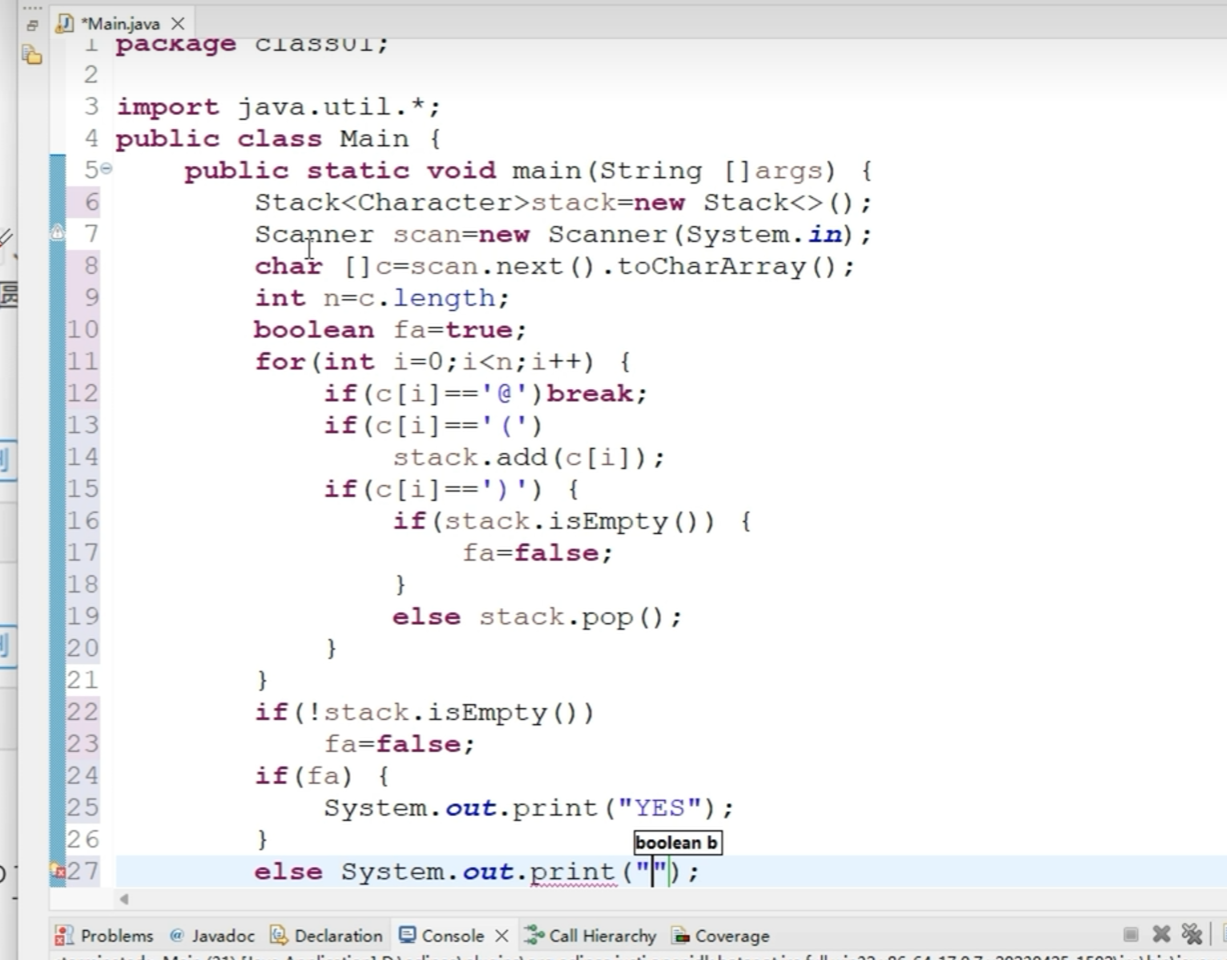 *Main.java
1 package class01;
2
3 import java.util.*;
4 public class Main {
5 public static void main(String []args) {
6 Stack<Character>stack=new Stack<>();
7 Scanner scan=new Scanner(System.in);
8 char []c=scan.next().toCharArray();
9 int n=c.length;
10 boolean fa=true;
11 for(int i=0;i<n;i++) {
12 if(c[i]=='@')break;
13 if(c[i]=='(')
14 stack.add(c[i]);
15 if(c[i]==')') {
16 if(stack.isEmpty()) {
17 fa=false;
18 }
19 else stack.pop();
20 }
21 }
22 if(!stack.isEmpty())
23 fa=false;
24 if(fa) {
25 System.out.print("YES");
26 }
boolean b
27 else System.out.print("");
Problems @ Javadoc Declaration Console Call Hierarchy Coverage